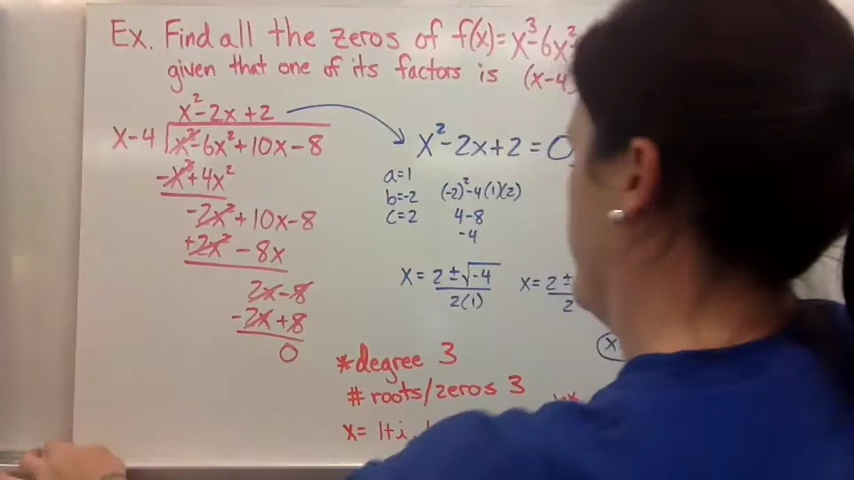 Ex. Find all the zeros of f(x)= x³-6x²
given that one of its factors is (x-4)
x²-2x+2
x-4 x³-6x²+10x-8
-x³+4x²
-2x²+10x-8
+2x²-8x
2x-8
-2x+8
0
x²-2x+2=0
a=1
b=-2
c=2
(-2)²-4(1)(2)
4-8
-4
x= 2±√-4
2(1)
x= 2±
2
x
*degree 3
# roots/zeros 3
x= 1+i